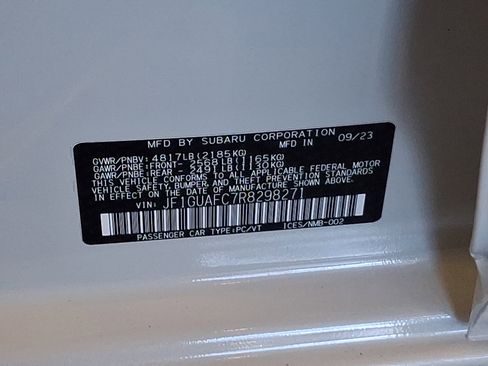 MFD BY SUBARU CORPORATION 09/23
GVWR/PNBV: 4817LB(2185KG) MFD IN
GAWR/PNBE:FRONT- 2568LB(1165KG)
GAWR/PNBE:REAR - 2491LB(1130KG)
THIS VEHICLE CONFORMS TO ALL APPLICABLE FEDERAL MOTOR
VEHICLE SAFETY, BUMPER, AND THEFT PREVENTION STANDARDS
IN EFFECT ON THE DATE OF MANUFACTURE SHOWN ABOVE.
VIN: JF1GUAFC7R8298271
PASSENGER CAR TYPE:PC/VT ICES/NMB-002